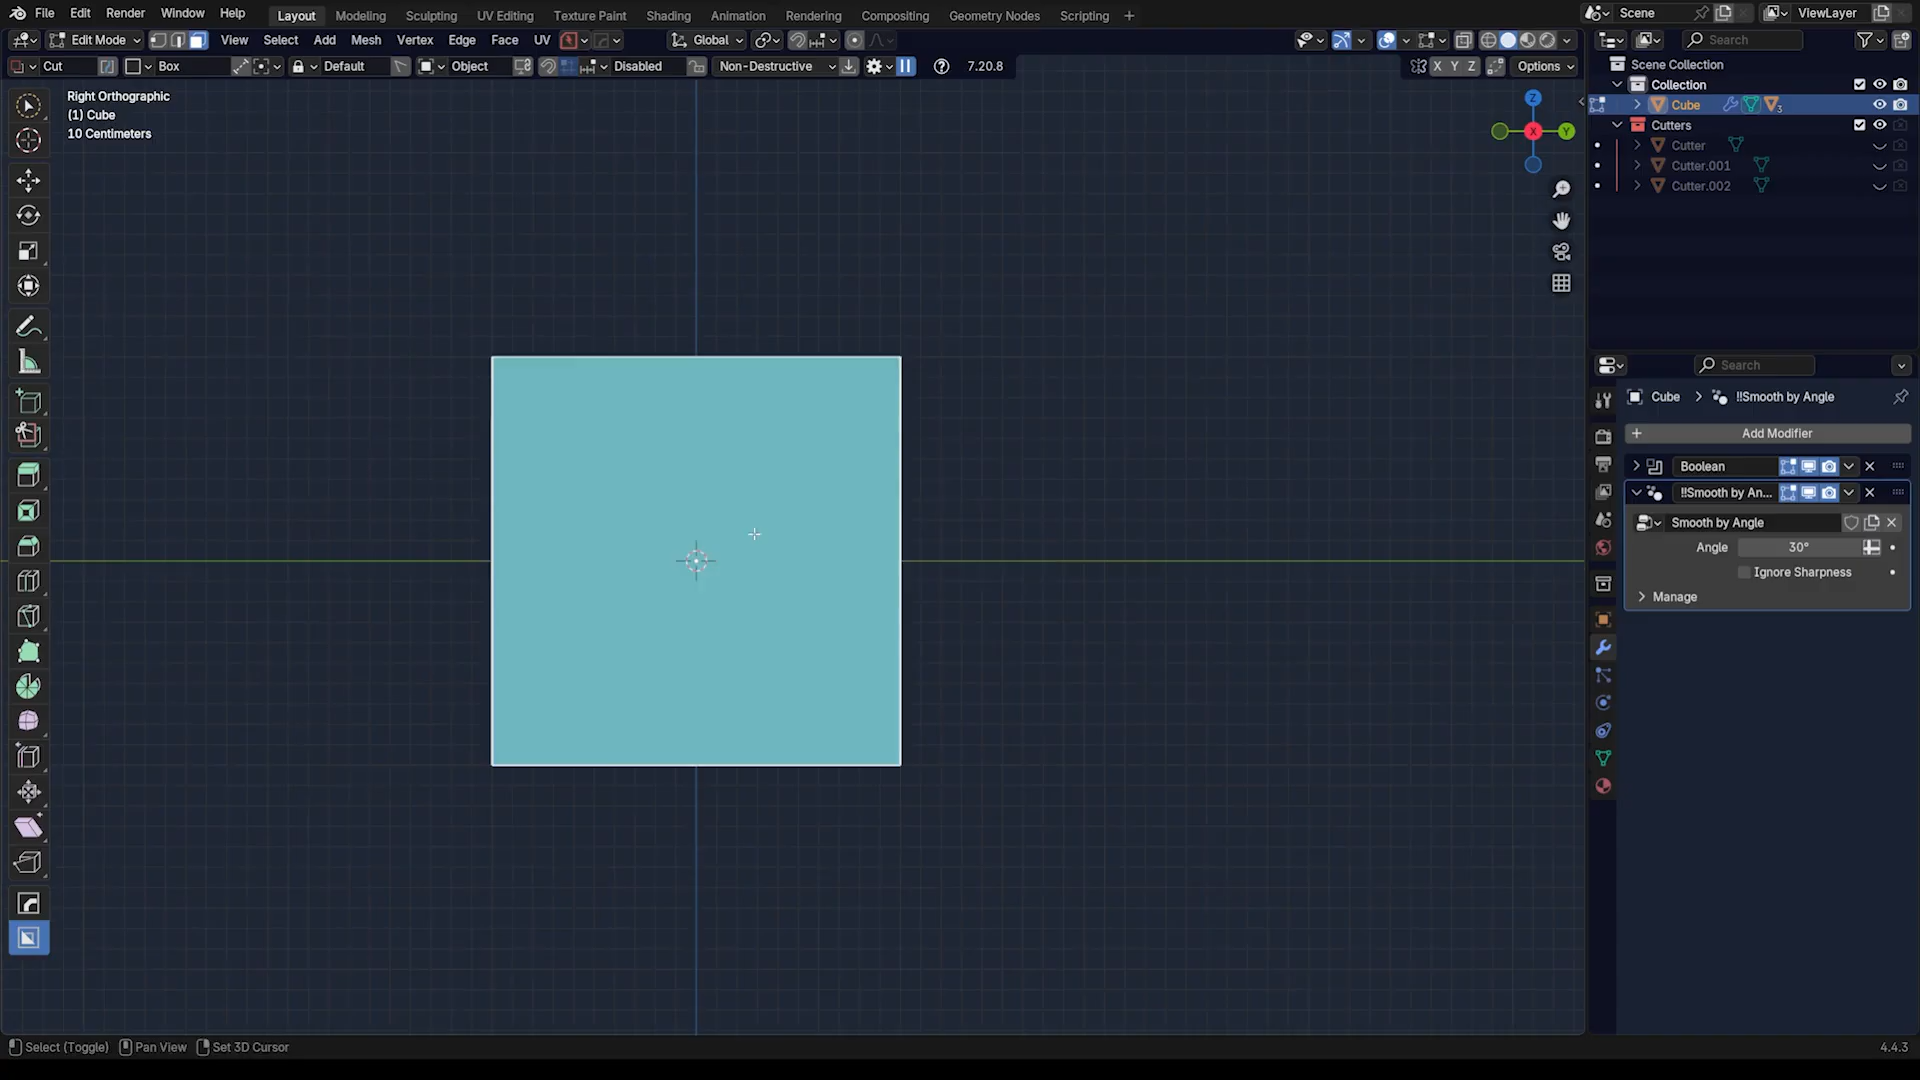 File Edit Render Window Help Layout Modeling Sculpting UV Editing Texture Paint Shading Animation Rendering Compositing Geometry Nodes Scripting + Scene ViewLayer
Edit Mode View Select Add Mesh Vertex Edge Face UV Global Search
Cut Box Default Object Disabled Non-Destructive 7.20.8 X Y Z Options
Right Orthographic
(1) Cube
10 Centimeters
Z
X
Y
Scene Collection
Collection
Cube 3
Cutters
Cutter
Cutter.001
Cutter.002
Search
Cube > !!Smooth by Angle
+ Add Modifier
Boolean
!!Smooth by An...
Smooth by Angle
Angle 30°
Ignore Sharpness
Manage
Select (Toggle) Pan View Set 3D Cursor 4.4.3